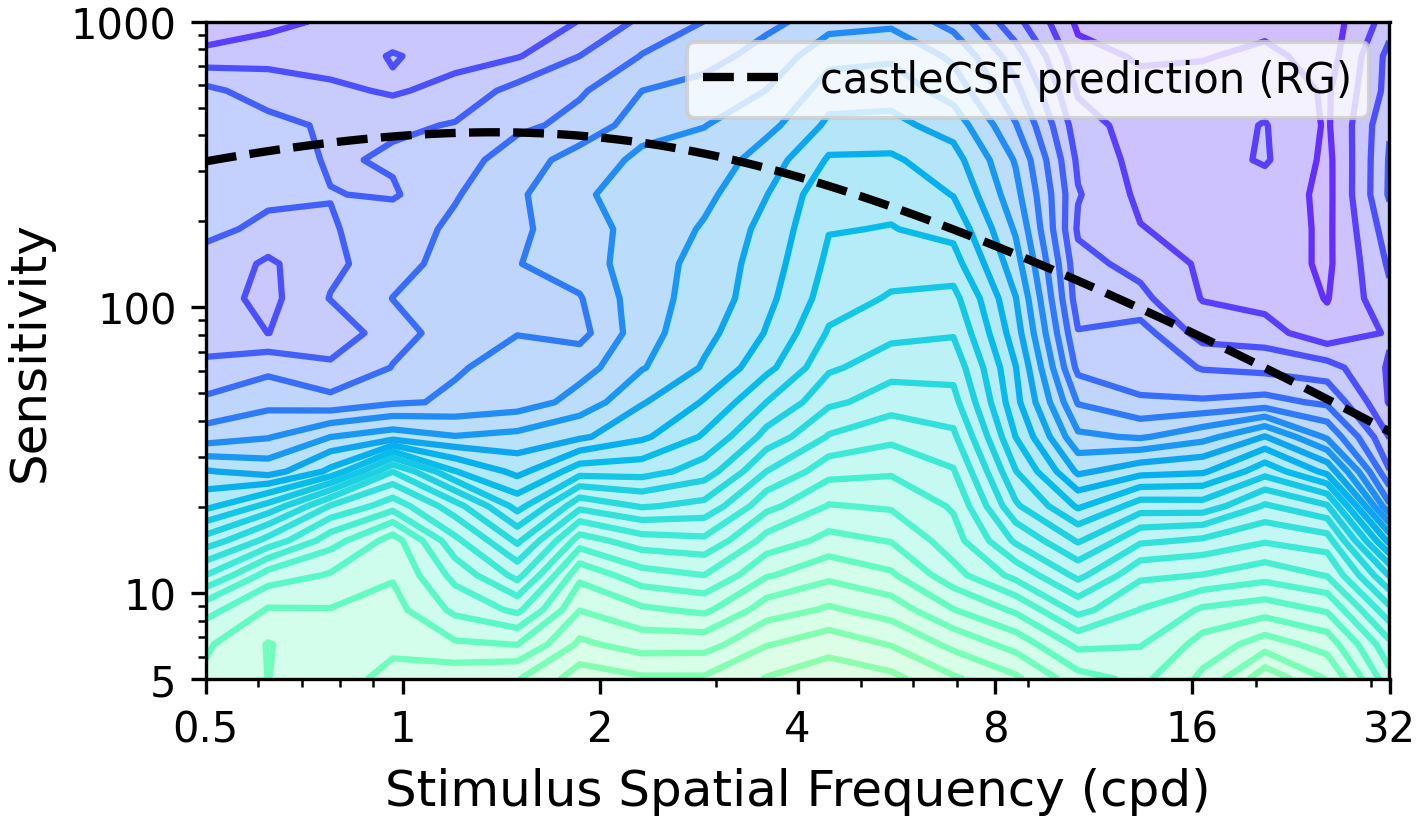 1000
castleCSF prediction (RG)
100
Sensitivity
10
5
0.5 1 2 4 8 16 32
Stimulus Spatial Frequency (cpd)